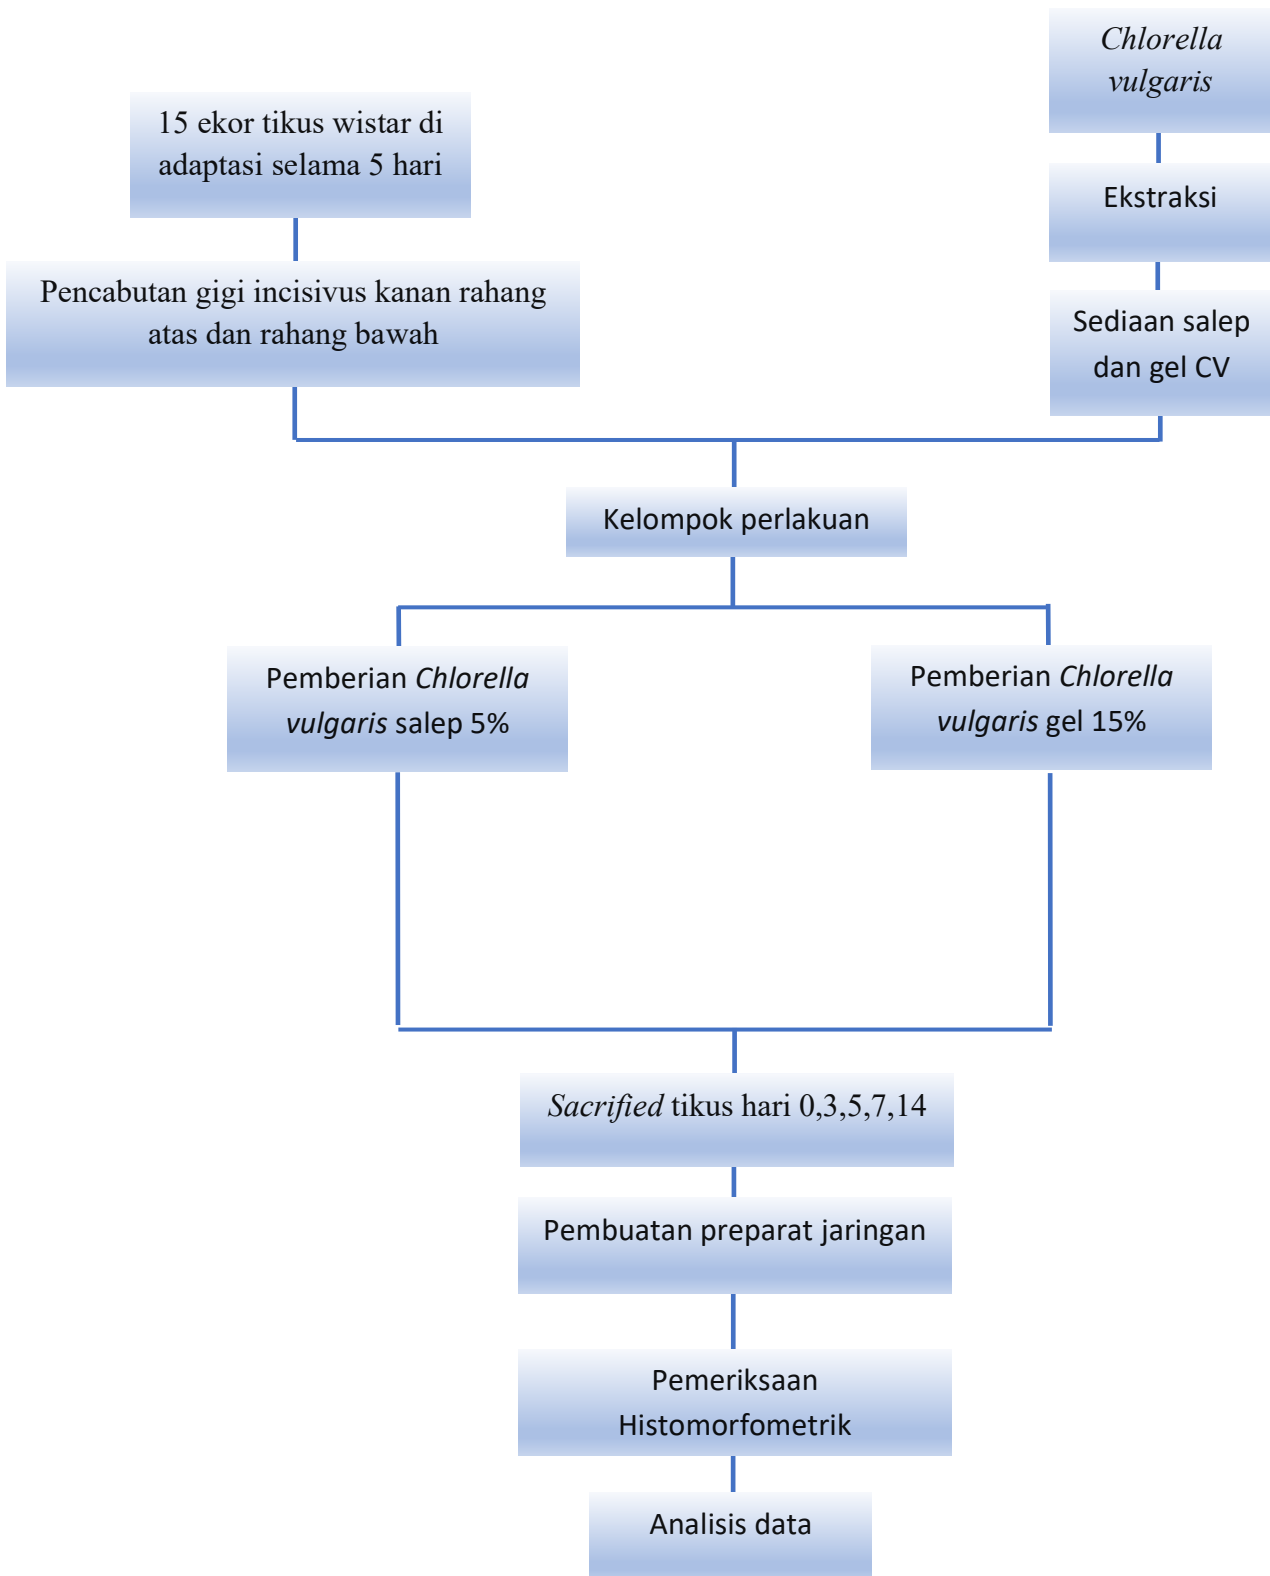 Chlorella
vulgaris
15 ekor tikus wistar di
adaptasi selama 5 hari
Ekstraksi
Pencabutan gigi incisivus kanan rahang
atas dan rahang bawah
Sediaan salep
dan gel CV
Kelompok perlakuan
Pemberian Chlorella
vulgaris salep 5%
Pemberian Chlorella
vulgaris gel 15%
Sacrified tikus hari 0,3,5,7,14
Pembuatan preparat jaringan
Pemeriksaan
Histomorfometrik
Analisis data